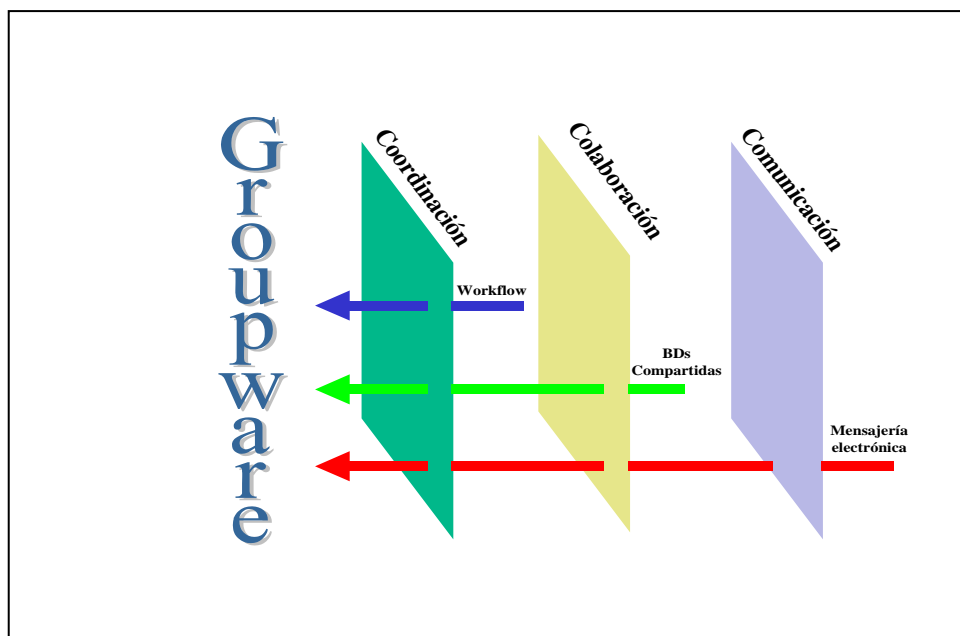 Groupware
Coordinación
Colaboración
Comunicación
Workflow
BDs
Compartidas
Mensajería
electrónica